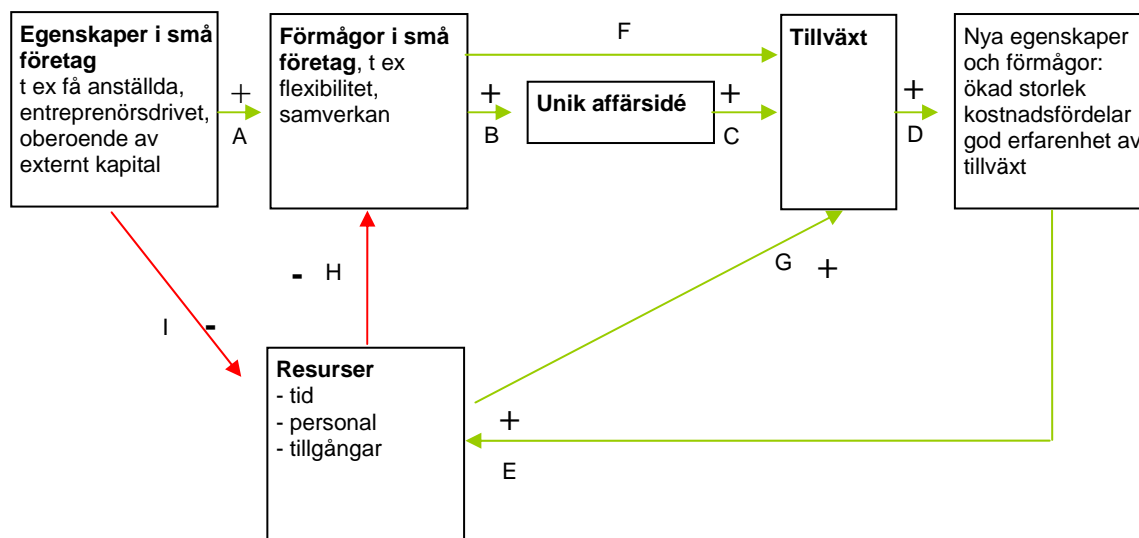 Egenskaper i små
företag
t ex få anställda,
entreprenörsdrivet,
oberoende av
externt kapital
+
A
Förmågor i små
företag, t ex
flexibilitet,
samverkan
+
B
F
Unik affärsidé
+
C
Tillväxt
+
D
Nya egenskaper
och förmågor:
ökad storlek
kostnadsfördelar
god erfarenhet av
tillväxt
- H
G +
I -
Resurser
- tid
- personal
- tillgångar
+
E